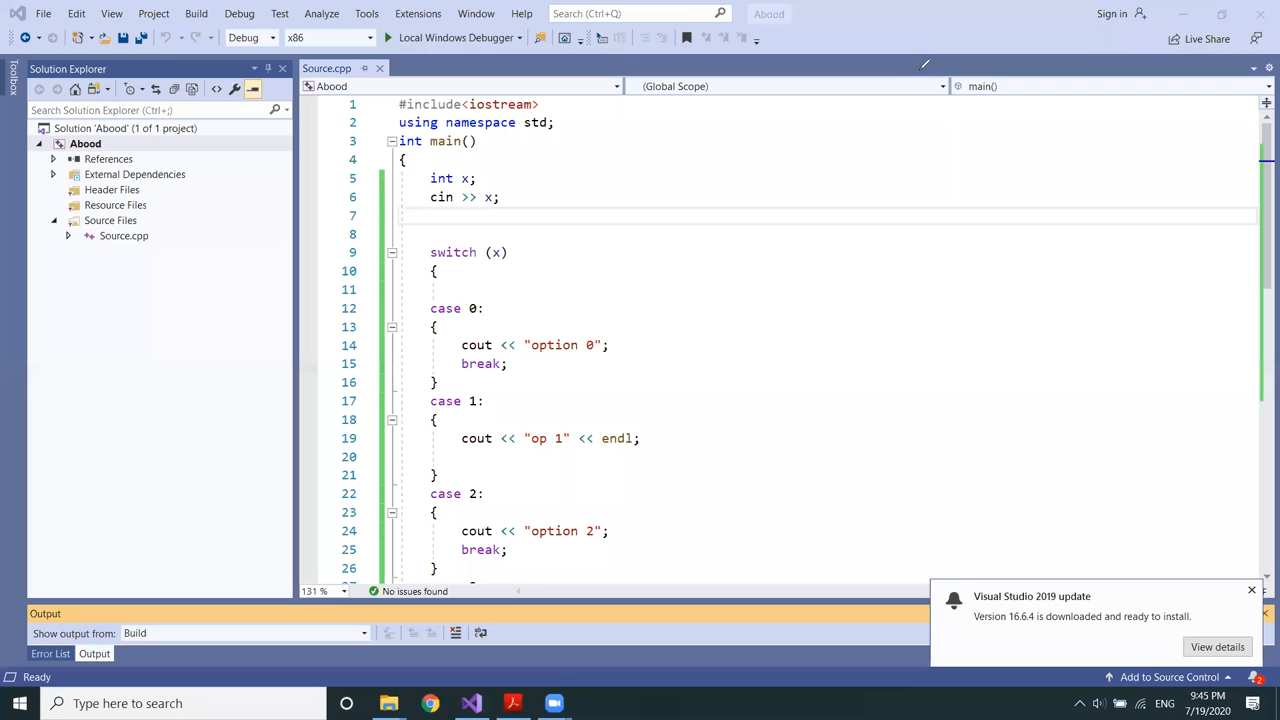 File Edit View Project Build Debug Test Analyze Tools Extensions Window Help Search (Ctrl+Q) Abood Sign in
Debug x86 Local Windows Debugger Live Share
Toolbox
Solution Explorer
Search Solution Explorer (Ctrl+;)
Solution 'Abood' (1 of 1 project)
Abood
References
External Dependencies
Header Files
Resource Files
Source Files
Source.cpp
Source.cpp
Abood (Global Scope) main()
1 #include<iostream>
2 using namespace std;
3 int main()
4 {
5 int x;
6 cin >> x;
7
8
9 switch (x)
10 {
11
12 case 0:
13 {
14 cout << "option 0";
15 break;
16 }
17 case 1:
18 {
19 cout << "op 1" << endl;
20
21 }
22 case 2:
23 {
24 cout << "option 2";
25 break;
26 }
131 % No issues found
Visual Studio 2019 update
Version 16.6.4 is downloaded and ready to install.
View details
Output
Show output from: Build
Error List Output
Ready Add to Source Control 2
Type here to search ENG 9:45 PM
7/19/2020